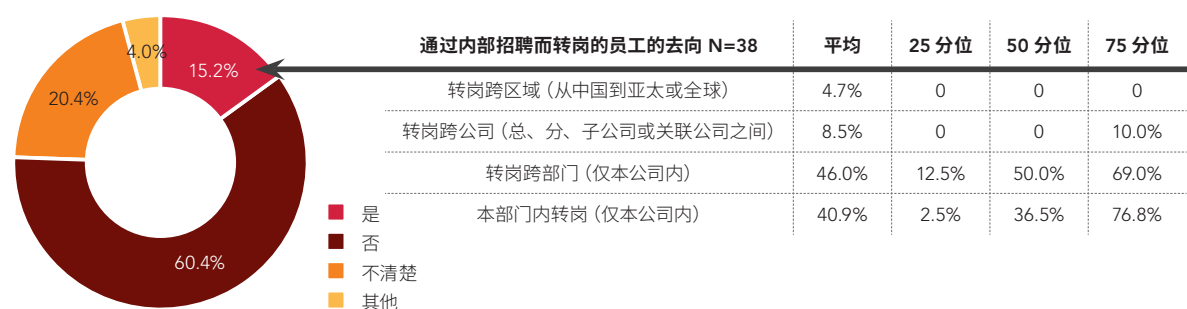 4.0%
15.2%
20.4%
60.4%
是
否
不清楚
其他
通过内部招聘而转岗的员工的去向 N=38 平均 25 分位 50 分位 75 分位
转岗跨区域（从中国到亚太或全球） 4.7% 0 0 0
转岗跨公司（总、分、子公司或关联公司之间） 8.5% 0 0 10.0%
转岗跨部门（仅本公司内） 46.0% 12.5% 50.0% 69.0%
本部门内转岗（仅本公司内） 40.9% 2.5% 36.5% 76.8%